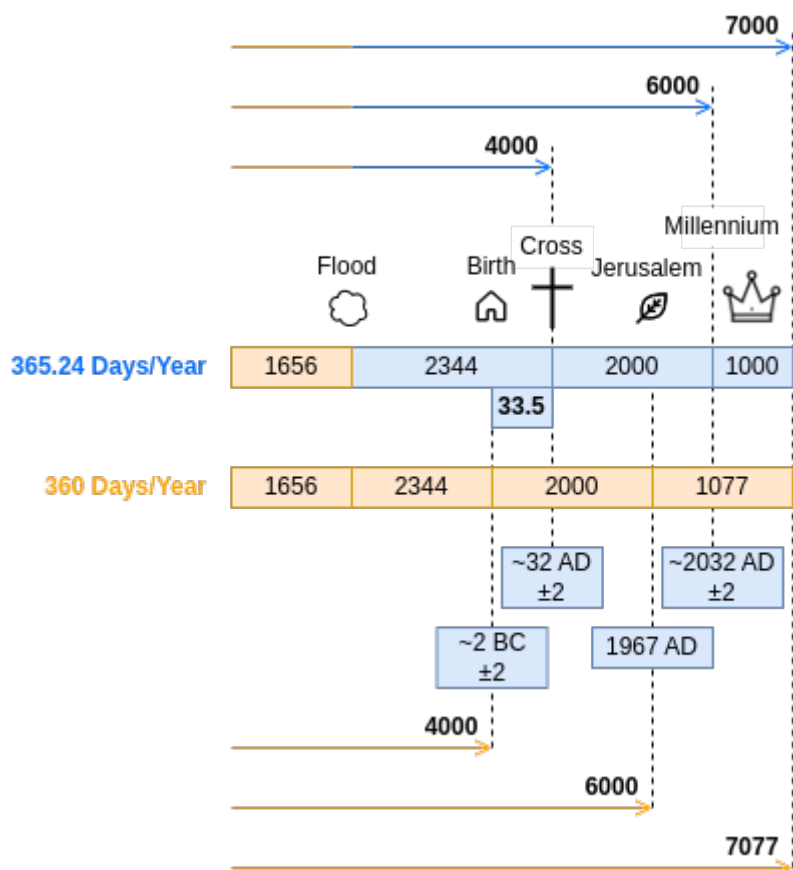 7000
6000
4000
Millennium
Cross
Flood
Birth
Jerusalem
365.24 Days/Year
1656
2344
2000
1000
33.5
360 Days/Year
1656
2344
2000
1077
~32 AD
±2
~2032 AD
±2
~2 BC
±2
1967 AD
4000
6000
7077